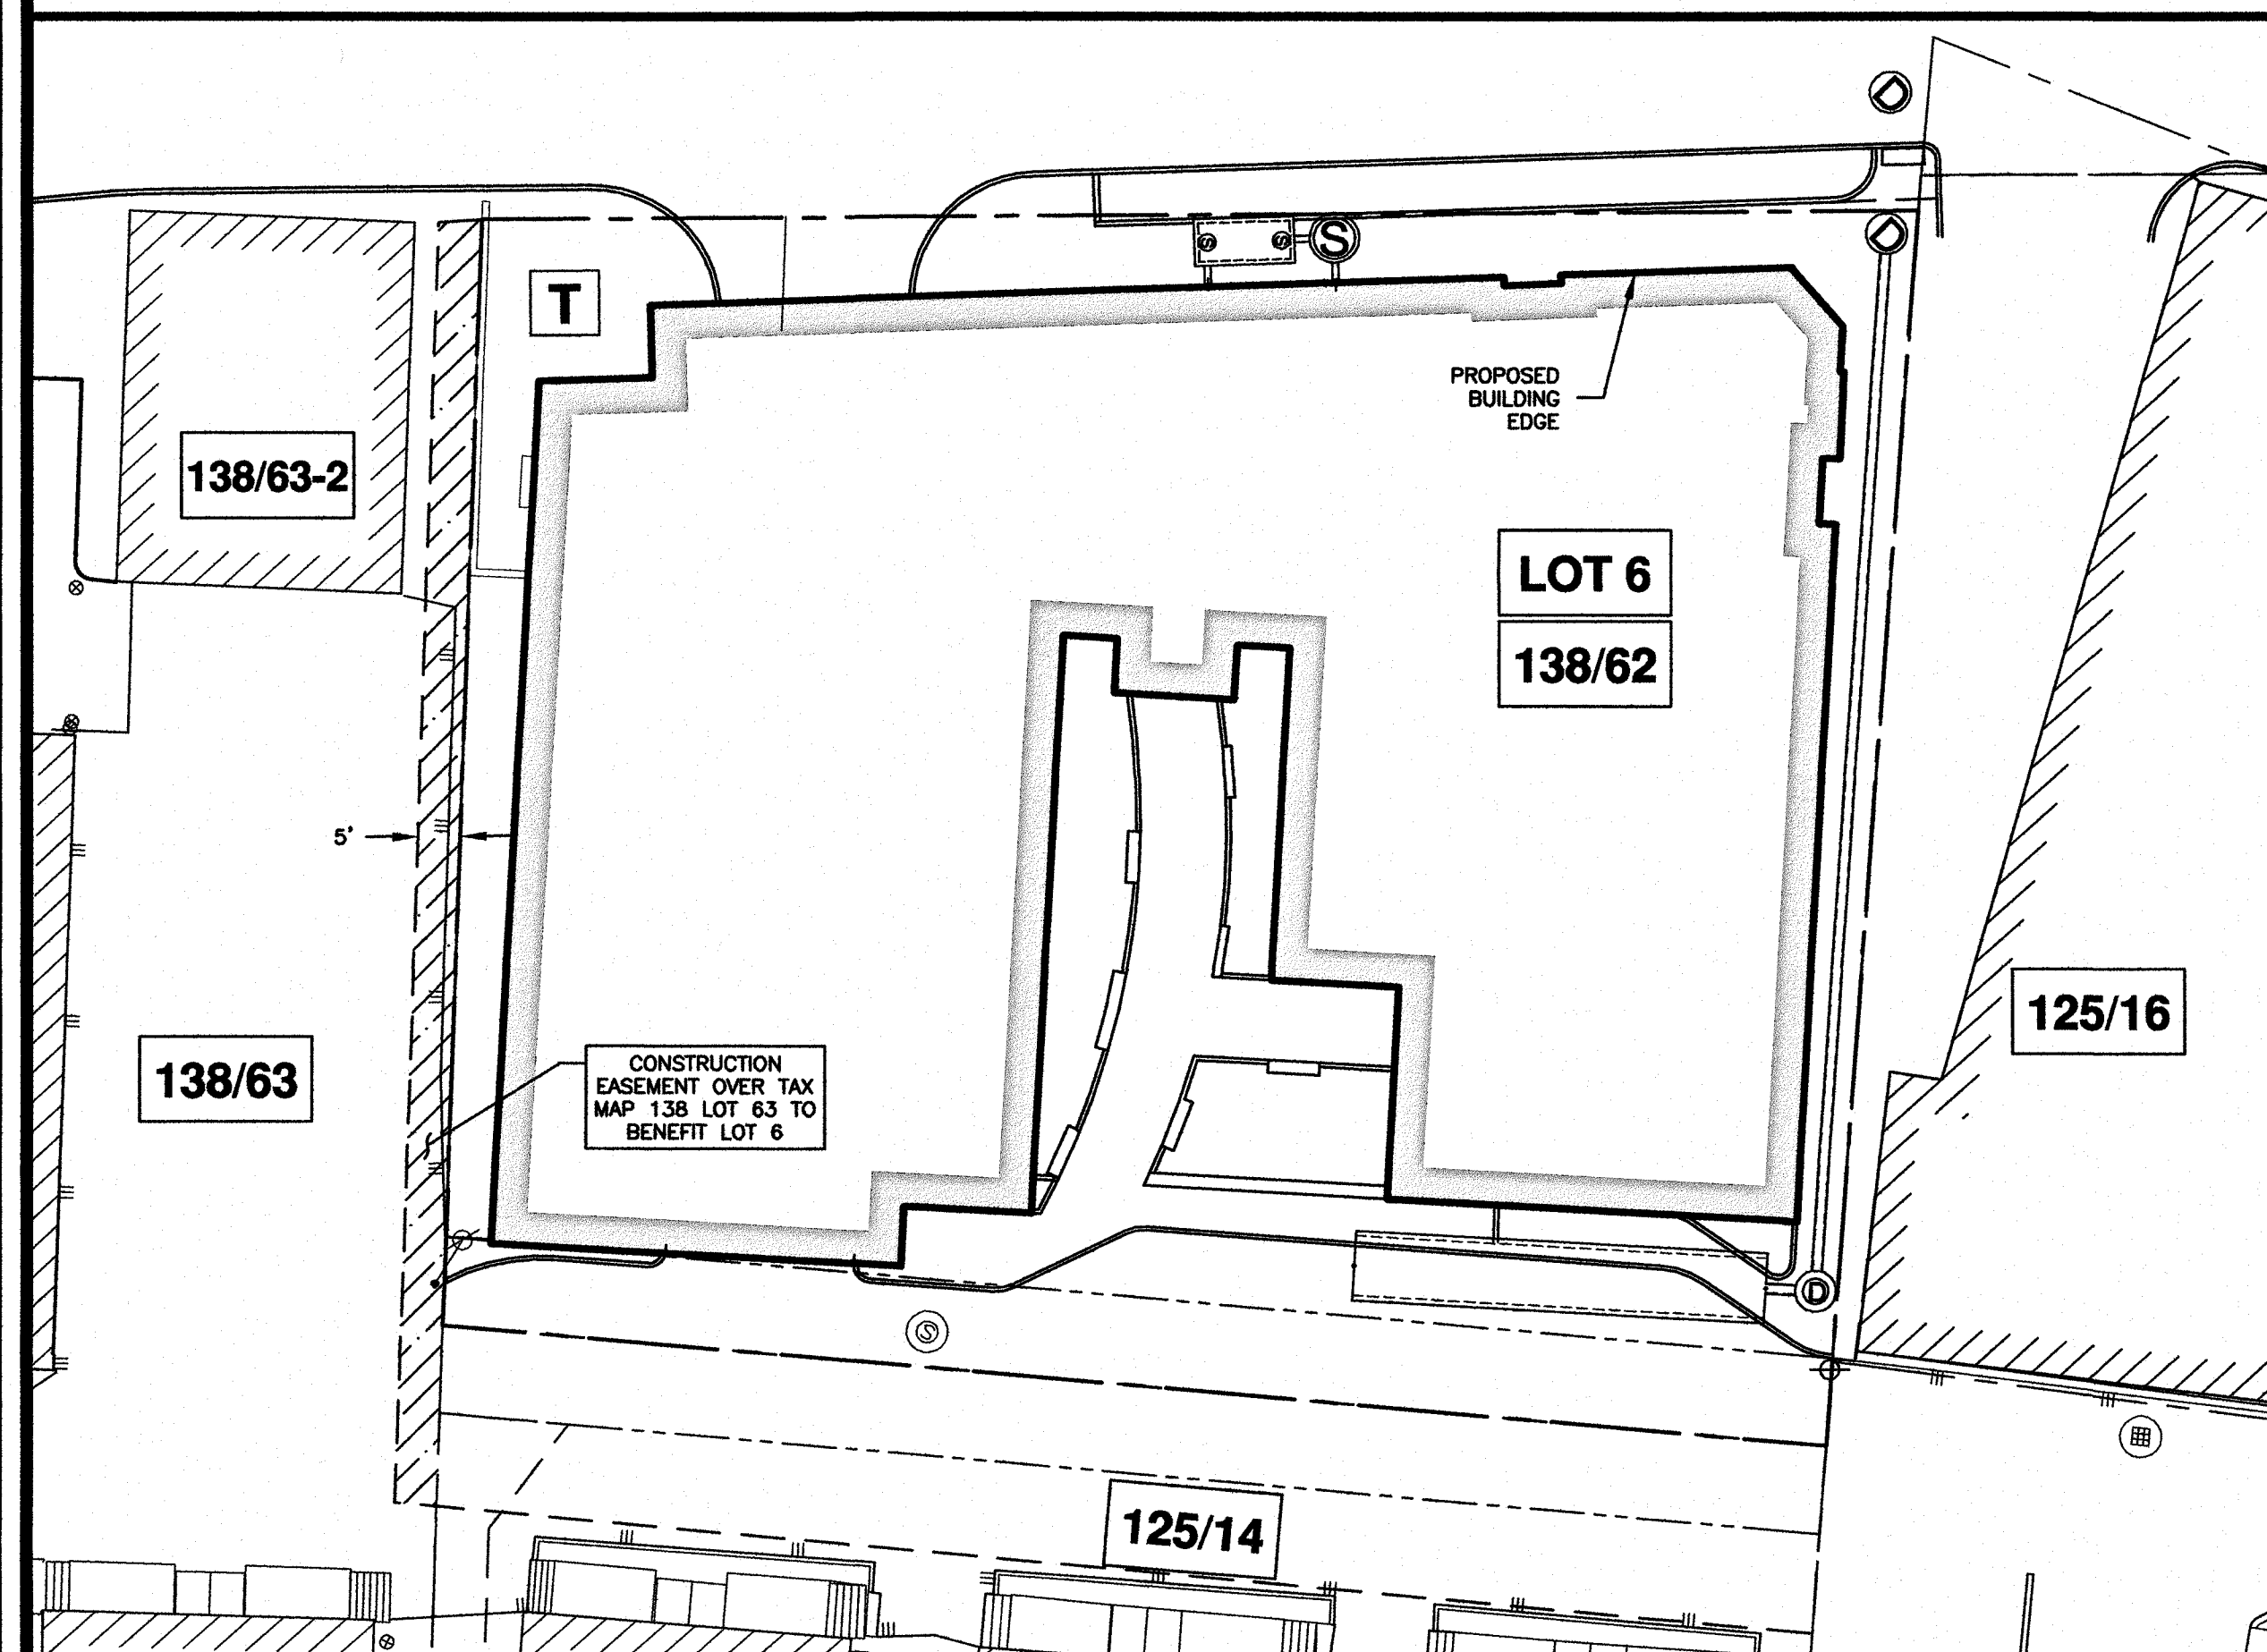 D
D
S
S
S
T
PROPOSED
BUILDING
EDGE
138/63-2
LOT 6
138/62
5'
125/16
138/63
CONSTRUCTION
EASEMENT OVER TAX
MAP 138 LOT 63 TO
BENEFIT LOT 6
D
S
125/14